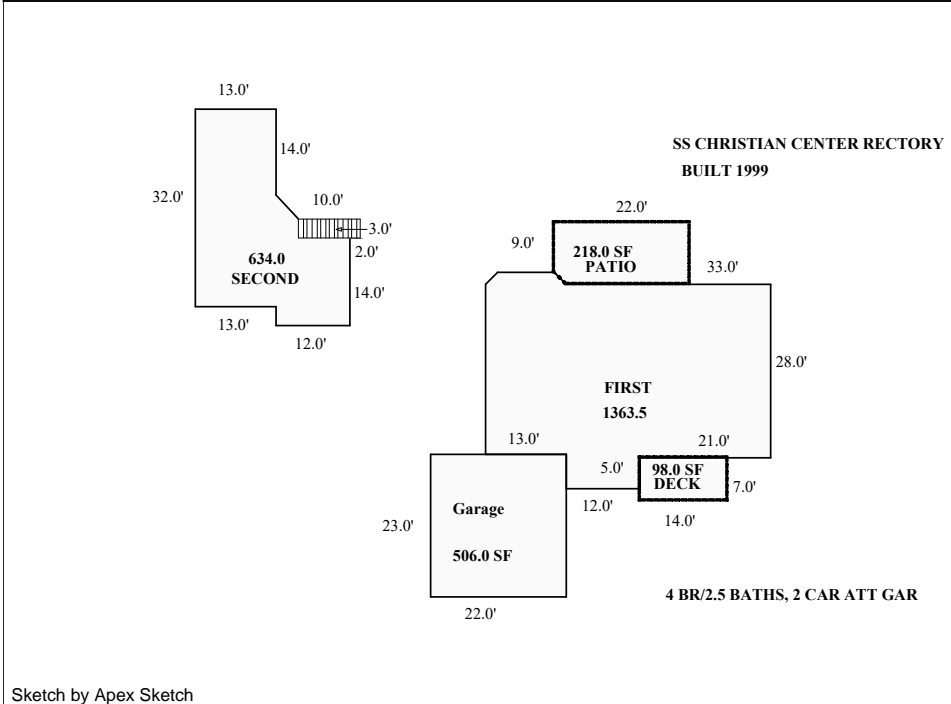 13.0'
14.0'
SS CHRISTIAN CENTER RECTORY
BUILT 1999
32.0'
10.0'
3.0'
2.0'
634.0
SECOND
14.0'
13.0'
12.0'
22.0'
9.0'
218.0 SF
PATIO
33.0'
28.0'
FIRST
1363.5
13.0'
21.0'
5.0'
98.0 SF
DECK
7.0'
12.0'
14.0'
Garage
23.0'
506.0 SF
22.0'
4 BR/2.5 BATHS, 2 CAR ATT GAR
Sketch by Apex Sketch